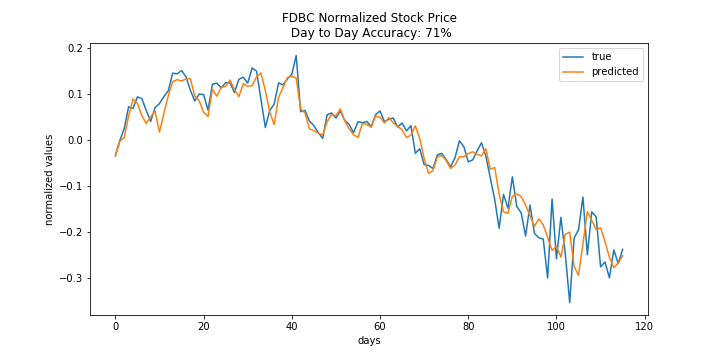 FDBC Normalized Stock Price
Day to Day Accuracy: 71%
true
predicted
normalized values
0.2
0.1
0.0
−0.1
−0.2
−0.3
0 20 40 60 80 100 120
days